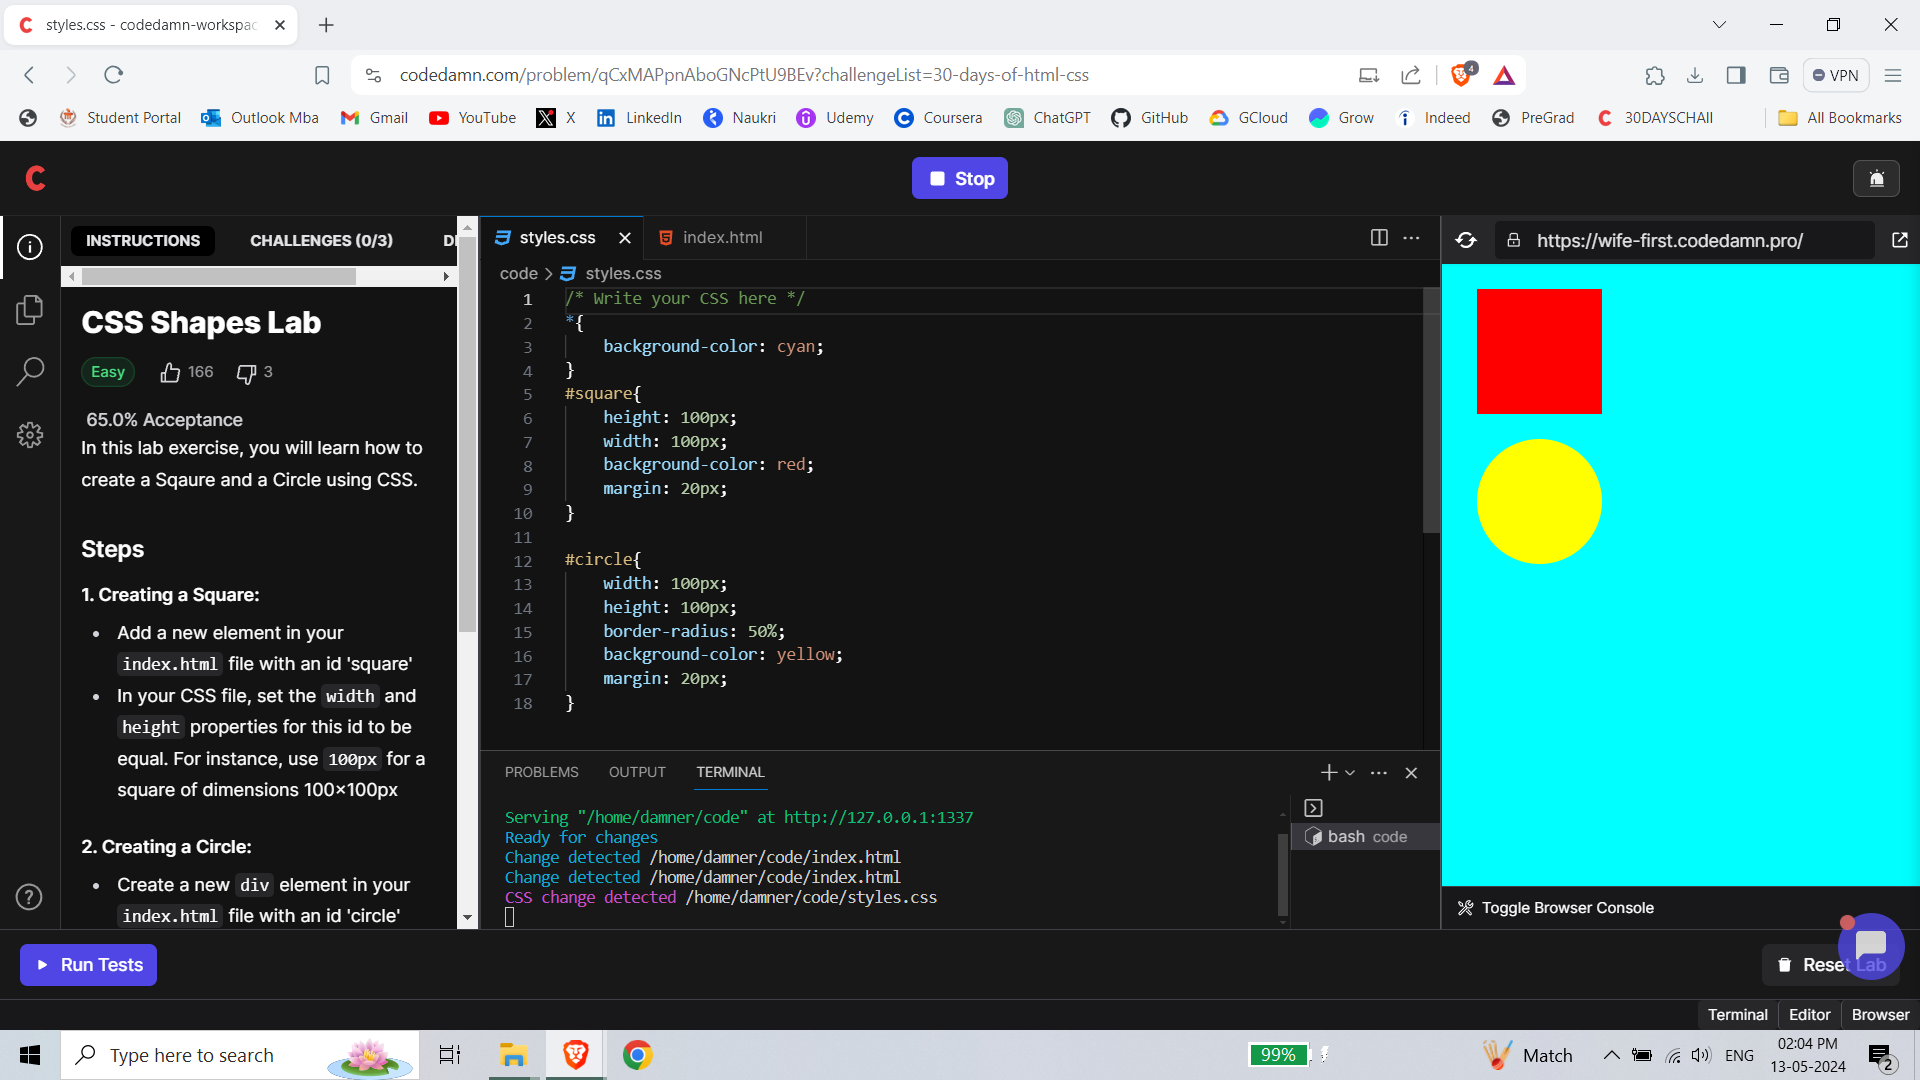 styles.css - codedamn-workspac
codedamn.com/problem/qCxMAPpnAboGNcPtU9BEv?challengeList=30-days-of-html-css
4
VPN
Student Portal
Outlook Mba
Gmail
YouTube
X
LinkedIn
Naukri
Udemy
Coursera
ChatGPT
GitHub
GCloud
Grow
Indeed
PreGrad
30DAYSCHAll
All Bookmarks
Stop
INSTRUCTIONS
CHALLENGES (0/3)
CSS Shapes Lab
Easy
166
3
65.0% Acceptance
In this lab exercise, you will learn how to
create a Sqaure and a Circle using CSS.
Steps
1. Creating a Square:
• Add a new element in your
index.html file with an id 'square'
• In your CSS file, set the width and
height properties for this id to be
equal. For instance, use 100px for a
square of dimensions 100×100px
2. Creating a Circle:
• Create a new div element in your
index.html file with an id 'circle'
styles.css
index.html
code > styles.css
1 /* Write your CSS here */
2 *{
3 background-color: cyan;
4 }
5 #square{
6 height: 100px;
7 width: 100px;
8 background-color: red;
9 margin: 20px;
10 }
11
12 #circle{
13 width: 100px;
14 height: 100px;
15 border-radius: 50%;
16 background-color: yellow;
17 margin: 20px;
18 }
PROBLEMS
OUTPUT
TERMINAL
Serving "/home/damner/code" at http://127.0.0.1:1337
Ready for changes
Change detected /home/damner/code/index.html
Change detected /home/damner/code/index.html
CSS change detected /home/damner/code/styles.css
bash code
https://wife-first.codedamn.pro/
Toggle Browser Console
Run Tests
Reset Lab
Terminal
Editor
Browser
Type here to search
99%
Match
ENG
02:04 PM
13-05-2024
2